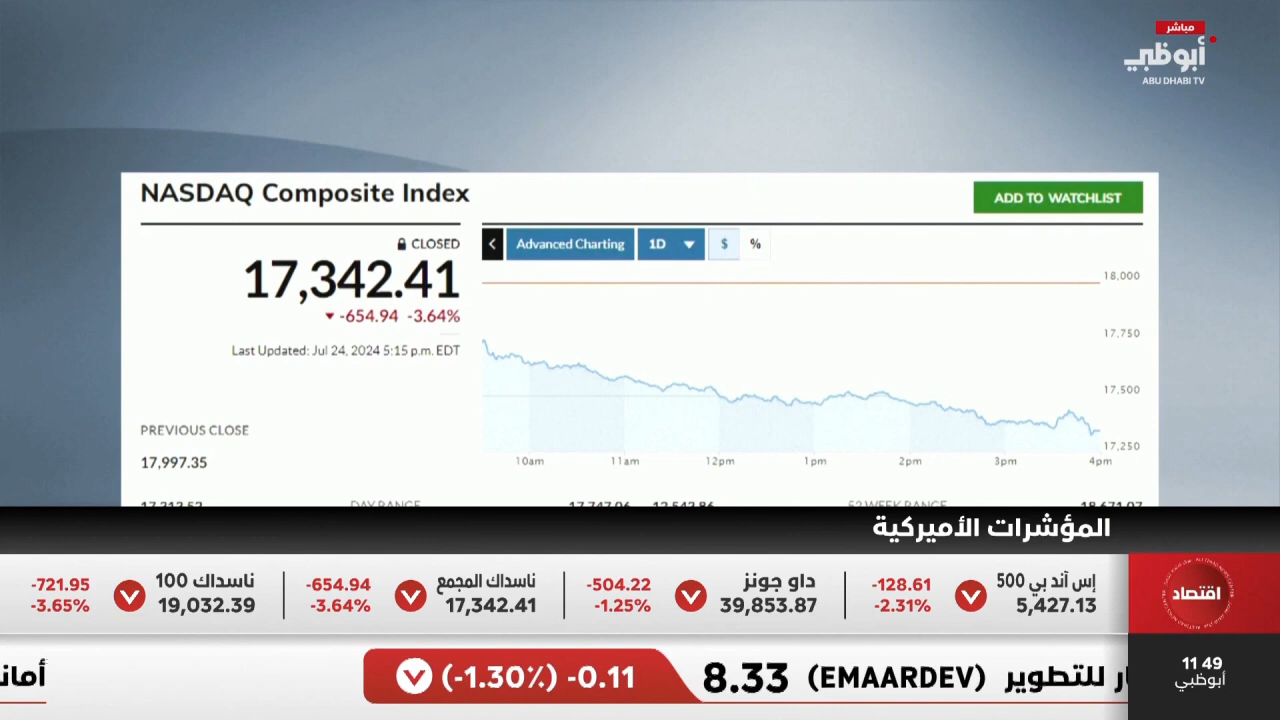 مباشر
أبوظبي
ABU DHABI TV
NASDAQ Composite Index
ADD TO WATCHLIST
CLOSED
17,342.41
-654.94 -3.64%
Last Updated: Jul 24, 2024 5:15 p.m. EDT
PREVIOUS CLOSE
17,997.35
Advanced Charting 1D $ %
18,000
17,750
17,500
17,250
10am 11am 12pm 1pm 2pm 3pm 4pm
DAY RANGE 52 WEEK RANGE
المؤشرات الأميركية
اقتصاد
إس آند بي 500
5,427.13
-128.61
-2.31%
داو جونز
39,853.87
-504.22
-1.25%
ناسداك المجمع
17,342.41
-654.94
-3.64%
ناسداك 100
19,032.39
-721.95
-3.65%
للتطوير (EMAARDEV) 8.33 -0.11 (-1.30٪)
11 49
أبوظبي